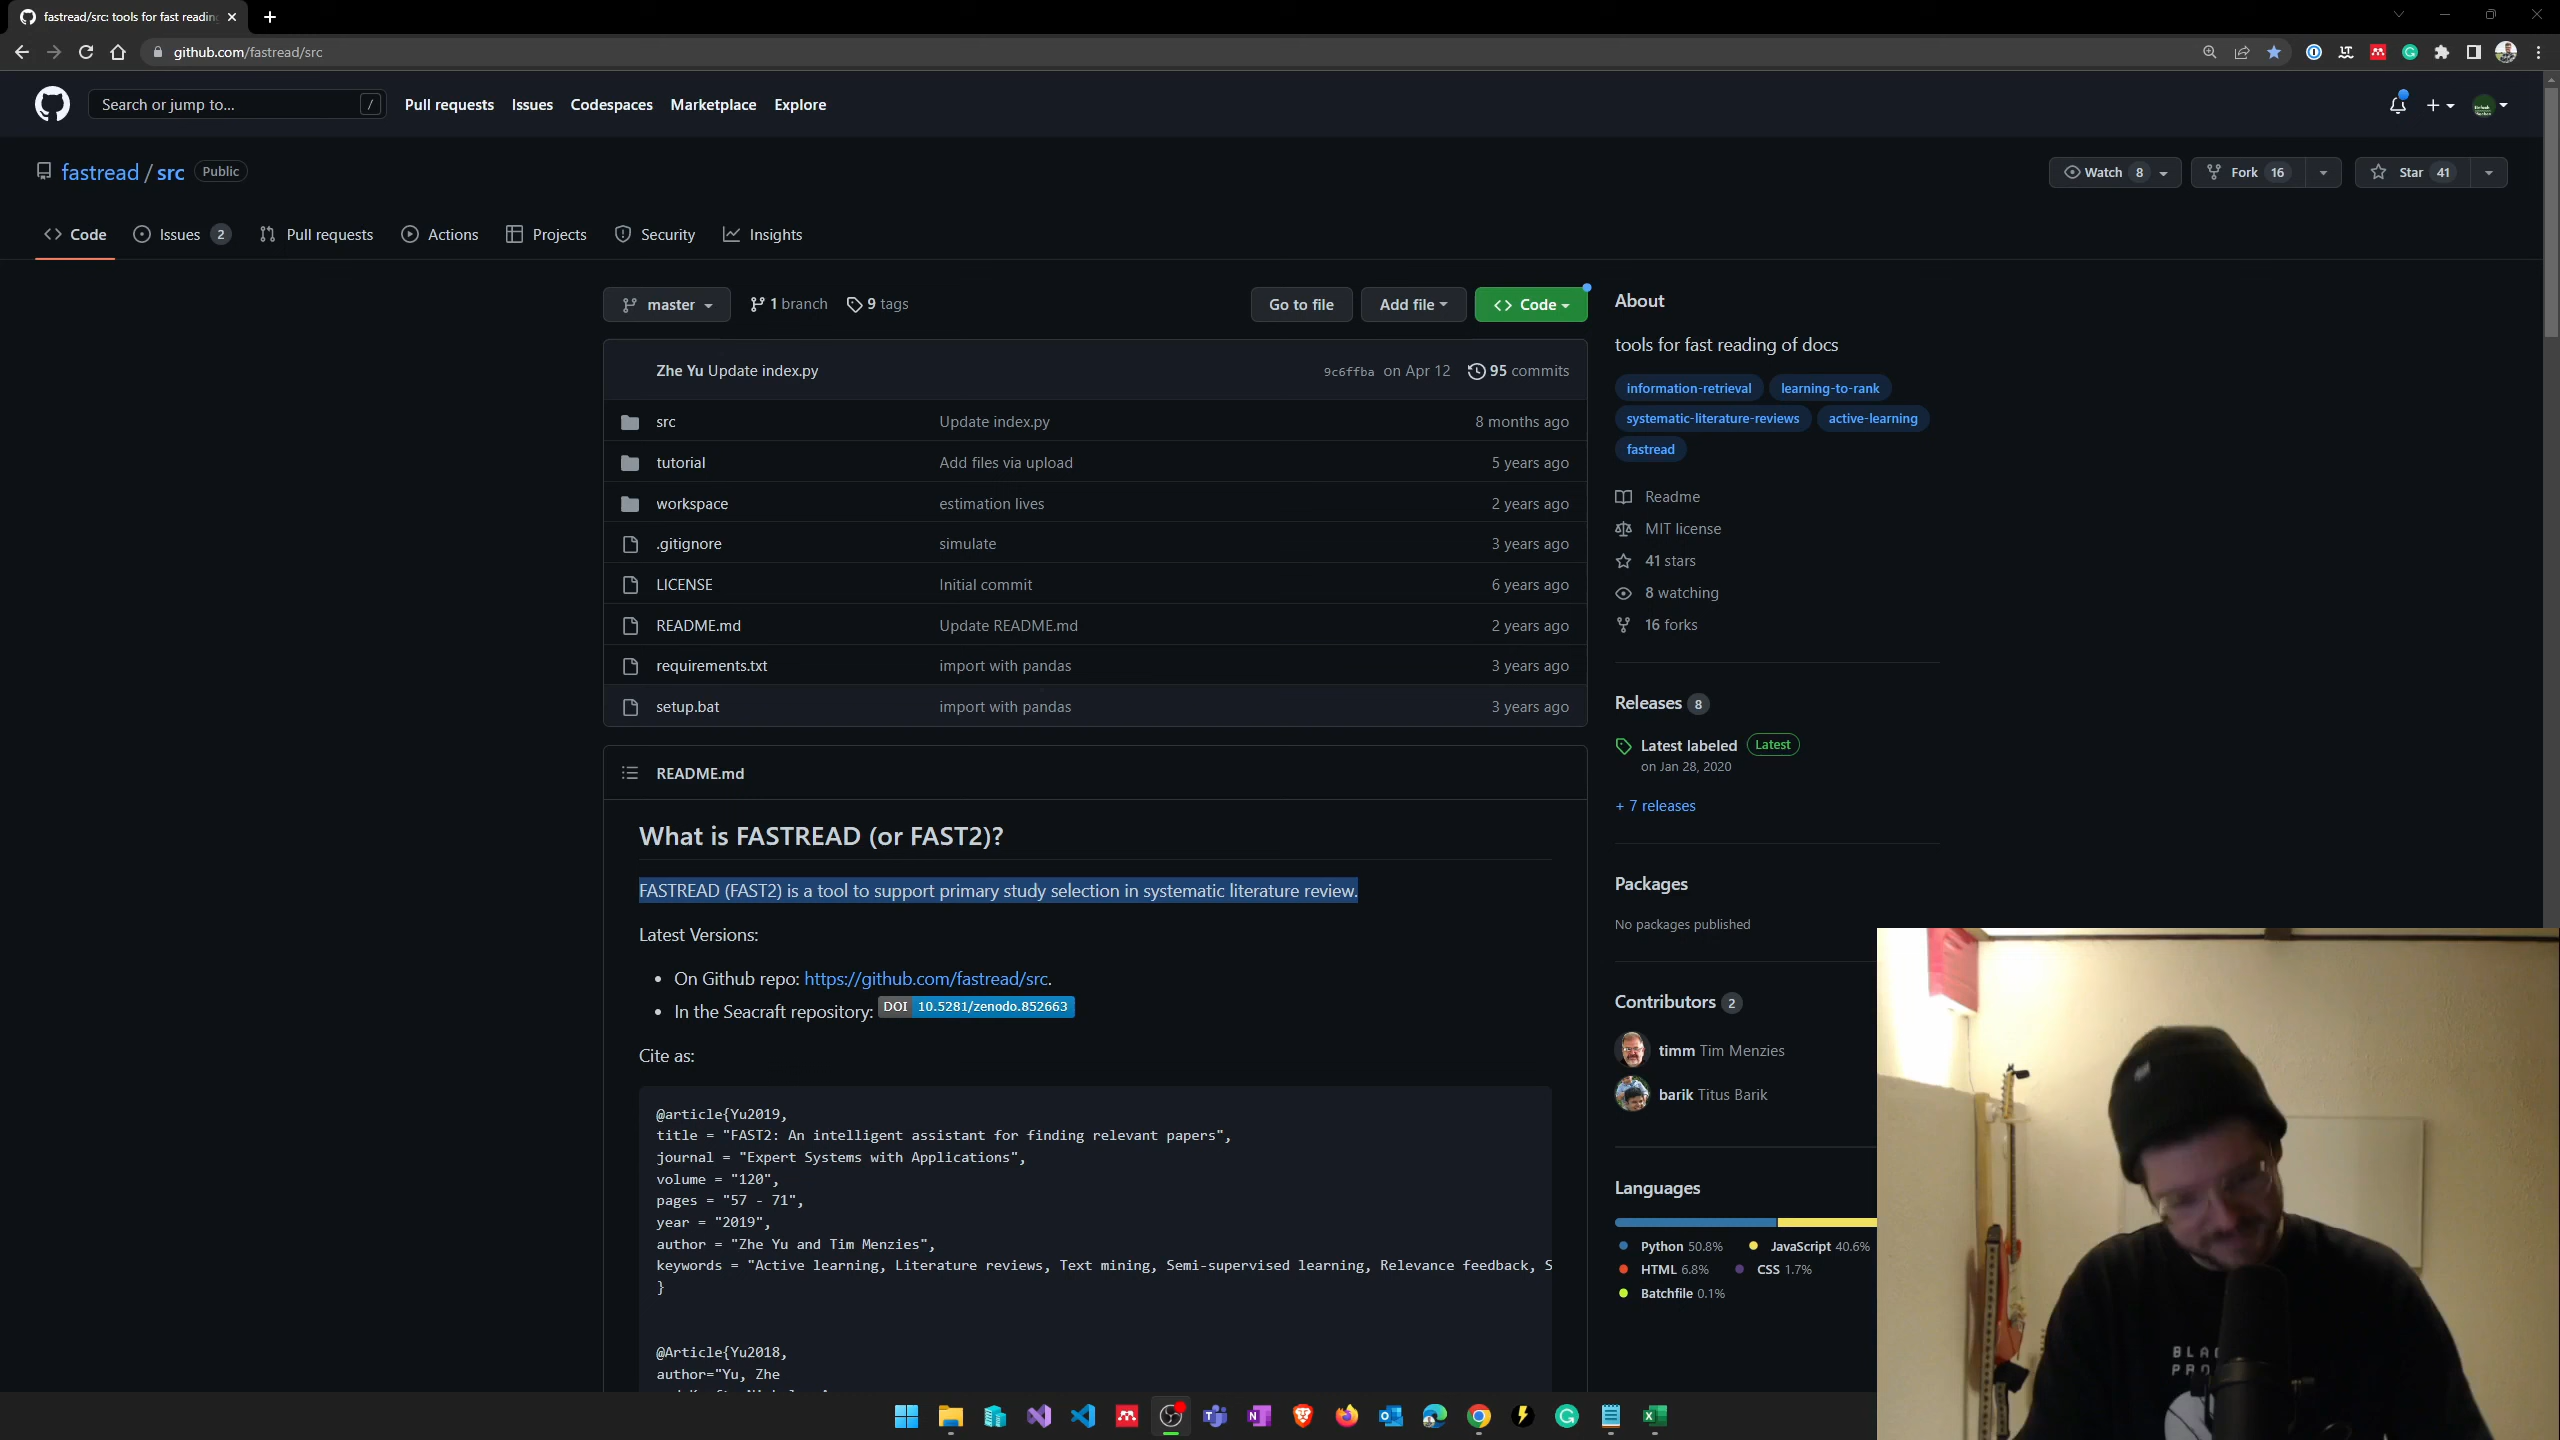 fastread/src: tools for fast readin
github.com/fastread/src
Search or jump to... /
Pull requests Issues Codespaces Marketplace Explore
fastread / src Public
Watch 8 Fork 16 Star 41
Code Issues 2 Pull requests Actions Projects Security Insights
master 1 branch 9 tags Go to file Add file Code
Zhe Yu Update index.py 9c6ffba on Apr 12 95 commits
src Update index.py 8 months ago
tutorial Add files via upload 5 years ago
workspace estimation lives 2 years ago
.gitignore simulate 3 years ago
LICENSE Initial commit 6 years ago
README.md Update README.md 2 years ago
requirements.txt import with pandas 3 years ago
setup.bat import with pandas 3 years ago
README.md
What is FASTREAD (or FAST2)?
FASTREAD (FAST2) is a tool to support primary study selection in systematic literature review.
Latest Versions:
• On Github repo: https://github.com/fastread/src.
• In the Seacraft repository: DOI 10.5281/zenodo.852663
Cite as:
@article{Yu2019,
title = "FAST2: An intelligent assistant for finding relevant papers",
journal = "Expert Systems with Applications",
volume = "120",
pages = "57 - 71",
year = "2019",
author = "Zhe Yu and Tim Menzies",
keywords = "Active learning, Literature reviews, Text mining, Semi-supervised learning, Relevance feedback, S
}
@Article{Yu2018,
author="Yu, Zhe
About
tools for fast reading of docs
information-retrieval learning-to-rank
systematic-literature-reviews active-learning
fastread
Readme
MIT license
41 stars
8 watching
16 forks
Releases 8
Latest labeled Latest
on Jan 28, 2020
+ 7 releases
Packages
No packages published
Contributors 2
timm Tim Menzies
barik Titus Barik
Languages
Python 50.8% JavaScript 40.6%
HTML 6.8% CSS 1.7%
Batchfile 0.1%